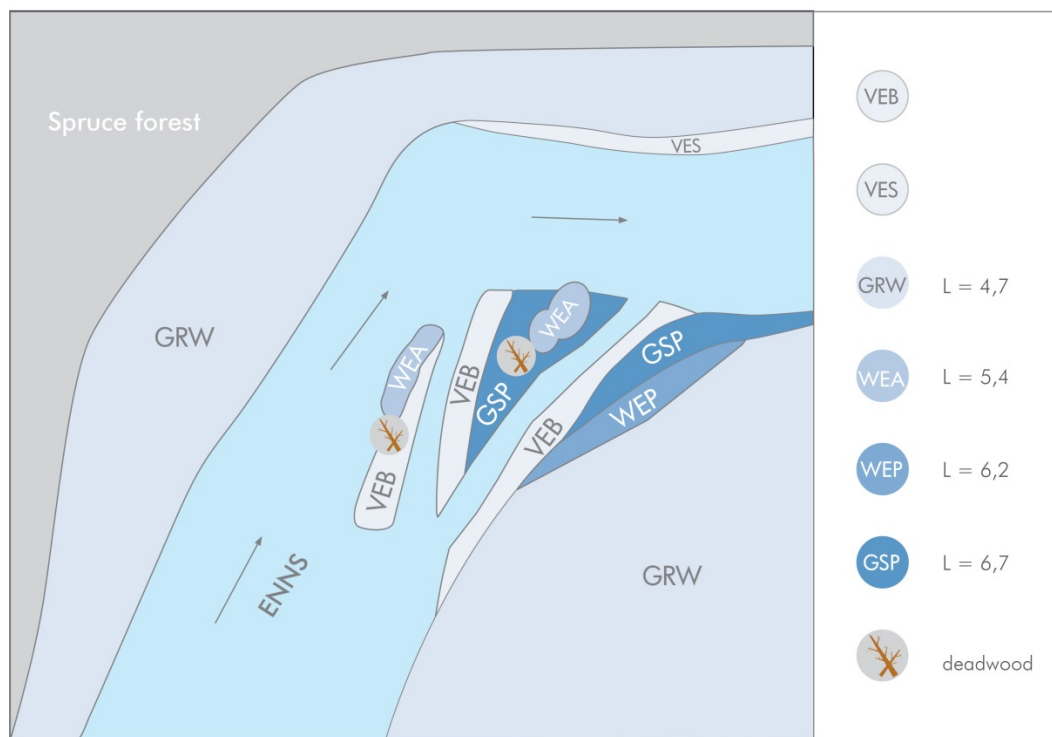 Spruce forest
VES
GRW
WEA
WEA
VEB
GSP
GSP
VEB
WEP
VEB
VEB
ENNS
GRW
VEB
VES
GRW L = 4,7
WEA L = 5,4
WEP L = 6,2
GSP L = 6,7
deadwood